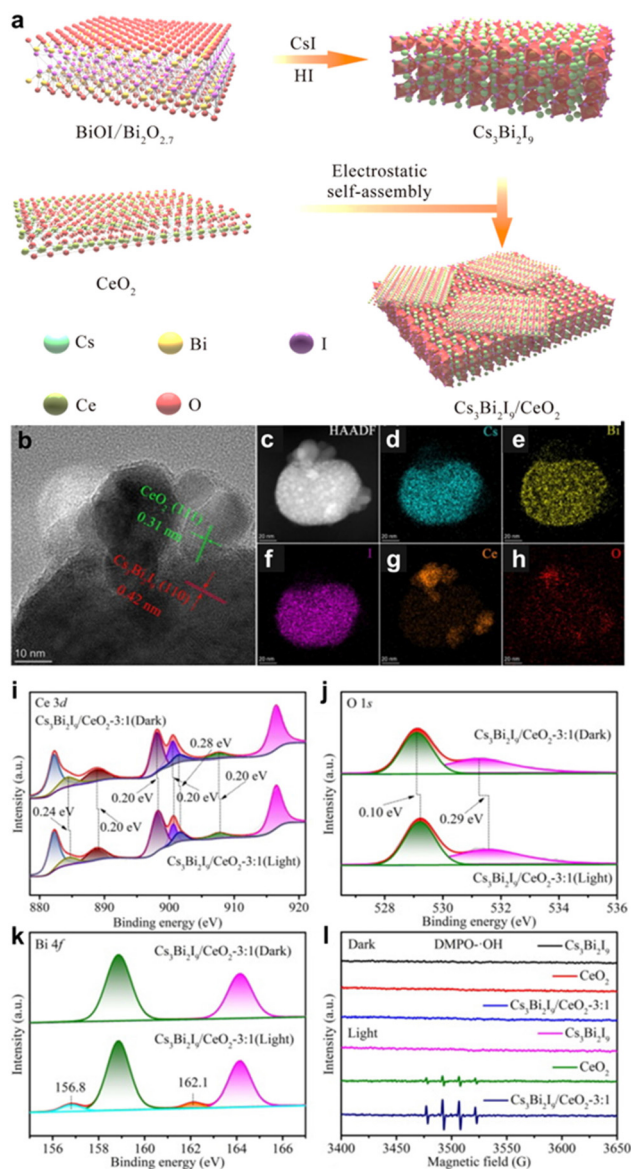 a
CsI
HI
BiOI/Bi₂O₂.₇
Cs₃Bi₂I₉
Electrostatic
self-assembly
CeO₂
Cs
Bi
I
Ce
O
Cs₃Bi₂I₉/CeO₂
b
CeO₂ (111)
0.31 nm
Cs₃Bi₂I₉ (110)
0.42 nm
10 nm
c
HAADF
20 nm
d
Cs
20 nm
e
Bi
20 nm
f
I
20 nm
g
Ce
20 nm
h
O
20 nm
i
Ce 3d
Cs₃Bi₂I₉/CeO₂-3:1(Dark)
0.28 eV
0.24 eV
0.20 eV
0.20 eV
0.20 eV
0.20 eV
Cs₃Bi₂I₉/CeO₂-3:1(Light)
Intensity (a.u.)
880 890 900 910 920
Binding energy (eV)
j
O 1s
Cs₃Bi₂I₉/CeO₂-3:1(Dark)
0.10 eV
0.29 eV
Cs₃Bi₂I₉/CeO₂-3:1(Light)
Intensity (a.u.)
528 530 532 534 536
Binding energy (eV)
k
Bi 4f
Cs₃Bi₂I₉/CeO₂-3:1(Dark)
Cs₃Bi₂I₉/CeO₂-3:1(Light)
156.8
162.1
Intensity (a.u.)
156 158 160 162 164 166
Binding energy (eV)
l
Dark
DMPO-·OH
Cs₃Bi₂I₉
CeO₂
Cs₃Bi₂I₉/CeO₂-3:1
Light
Cs₃Bi₂I₉
CeO₂
Cs₃Bi₂I₉/CeO₂-3:1
Intensity (a.u.)
3400 3450 3500 3550 3600 3650
Magnetic field (G)